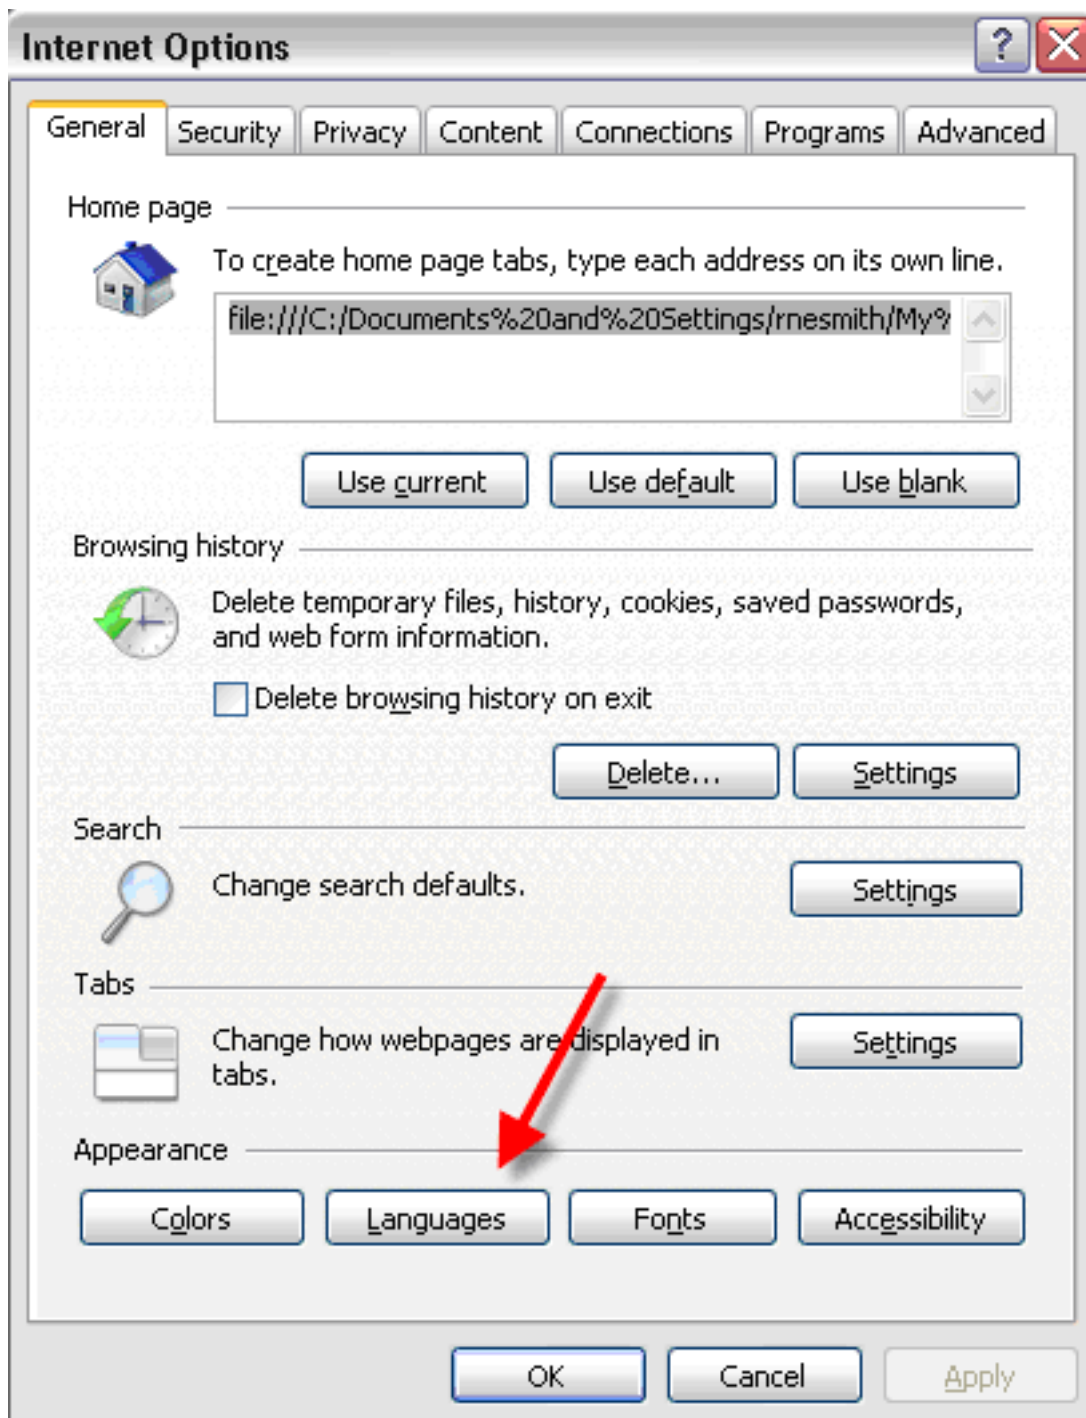 Internet Options
?
General Security Privacy Content Connections Programs Advanced
Home page
To create home page tabs, type each address on its own line.
file:///C:/Documents%20and%20Settings/rnesmith/My%
Use current Use default Use blank
Browsing history
Delete temporary files, history, cookies, saved passwords,
and web form information.
Delete browsing history on exit
Delete... Settings
Search
Change search defaults. Settings
Tabs
Change how webpages are displayed in
tabs.
Settings
Appearance
Colors Languages Fonts Accessibility
OK Cancel Apply